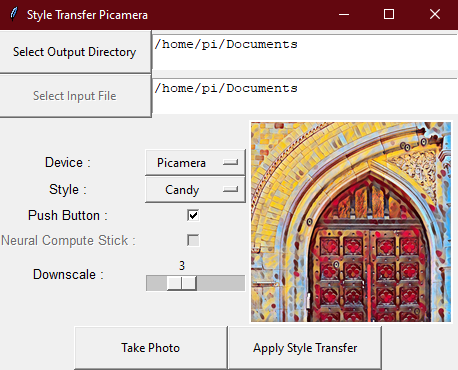 Style Transfer Picamera
Select Output Directory
/home/pi/Documents
Select Input File
/home/pi/Documents
Device :
Picamera
Style :
Candy
Push Button :
Neural Compute Stick :
Downscale :
3
Take Photo
Apply Style Transfer